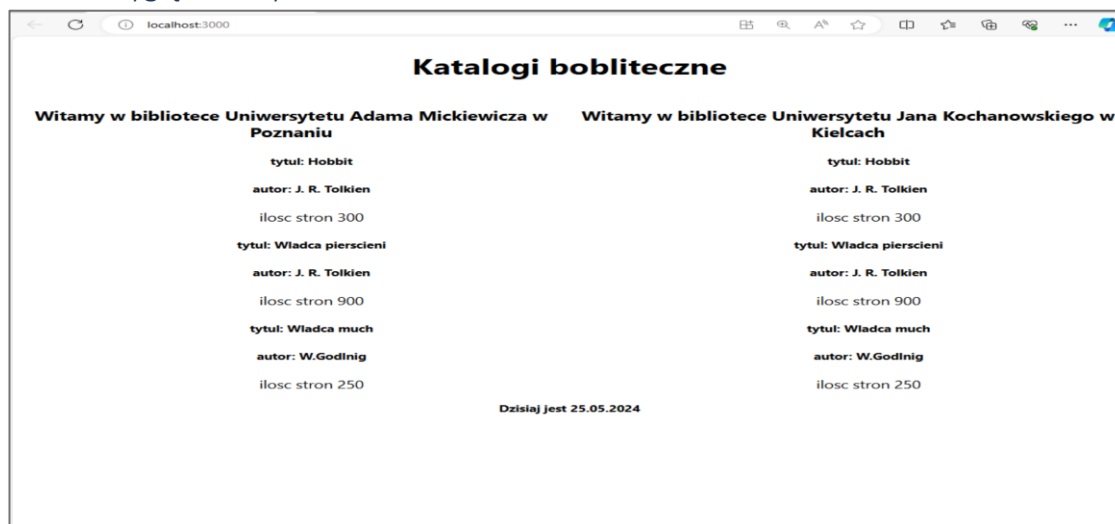 localhost:3000
Katalogi bobliteczne
Witamy w bibliotece Uniwersytetu Adama Mickiewicza w
Poznaniu
tytul: Hobbit
autor: J. R. Tolkien
ilosc stron 300
tytul: Wladca pierscieni
autor: J. R. Tolkien
ilosc stron 900
tytul: Wladca much
autor: W.Godlnig
ilosc stron 250
Witamy w bibliotece Uniwersytetu Jana Kochanowskiego w
Kielcach
tytul: Hobbit
autor: J. R. Tolkien
ilosc stron 300
tytul: Wladca pierscieni
autor: J. R. Tolkien
ilosc stron 900
tytul: Wladca much
autor: W.Godlnig
ilosc stron 250
Dzisiaj jest 25.05.2024